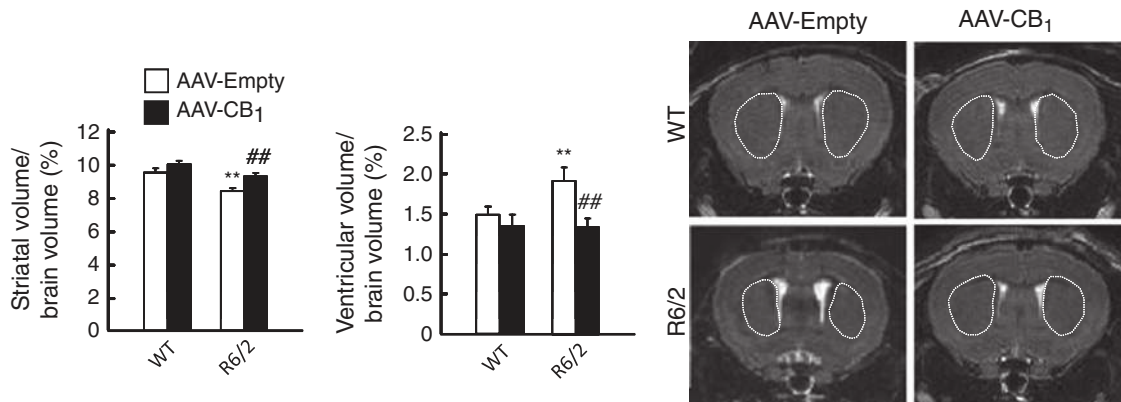 AAV-Empty
AAV-CB₁
Striatal volume/
brain volume (%)
12
10
8
6
4
2
0
**
##
WT
R6/2
Ventricular volume/
brain volume (%)
2.5
2.0
1.5
1.0
0.5
0
**
##
WT
R6/2
AAV-Empty
AAV-CB₁
WT
R6/2